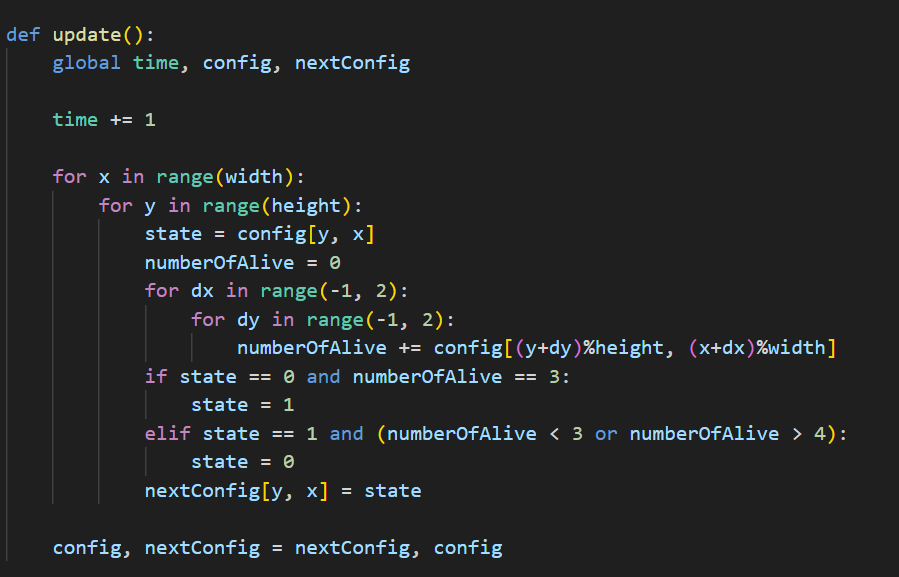 def update():
    global time, config, nextConfig

    time += 1

    for x in range(width):
        for y in range(height):
            state = config[y, x]
            numberOfAlive = 0
            for dx in range(-1, 2):
                for dy in range(-1, 2):
                    numberOfAlive += config[(y+dy)%height, (x+dx)%width]
            if state == 0 and numberOfAlive == 3:
                state = 1
            elif state == 1 and (numberOfAlive < 3 or numberOfAlive > 4):
                state = 0
            nextConfig[y, x] = state

    config, nextConfig = nextConfig, config